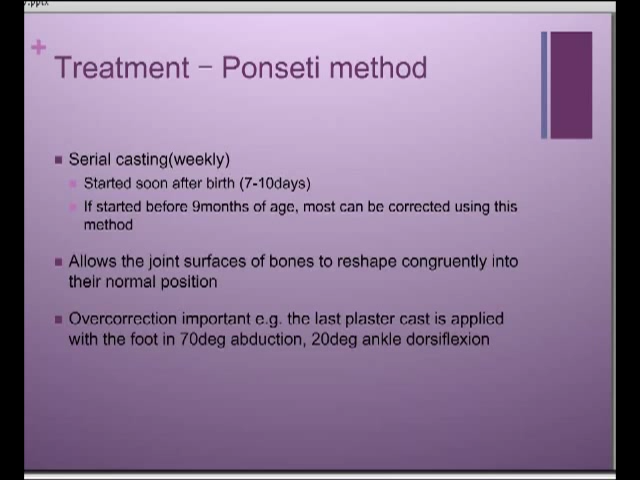 .pptx
+
Treatment – Ponseti method
Serial casting(weekly)
Started soon after birth (7-10days)
If started before 9months of age, most can be corrected using this
method
Allows the joint surfaces of bones to reshape congruently into
their normal position
Overcorrection important e.g. the last plaster cast is applied
with the foot in 70deg abduction, 20deg ankle dorsiflexion